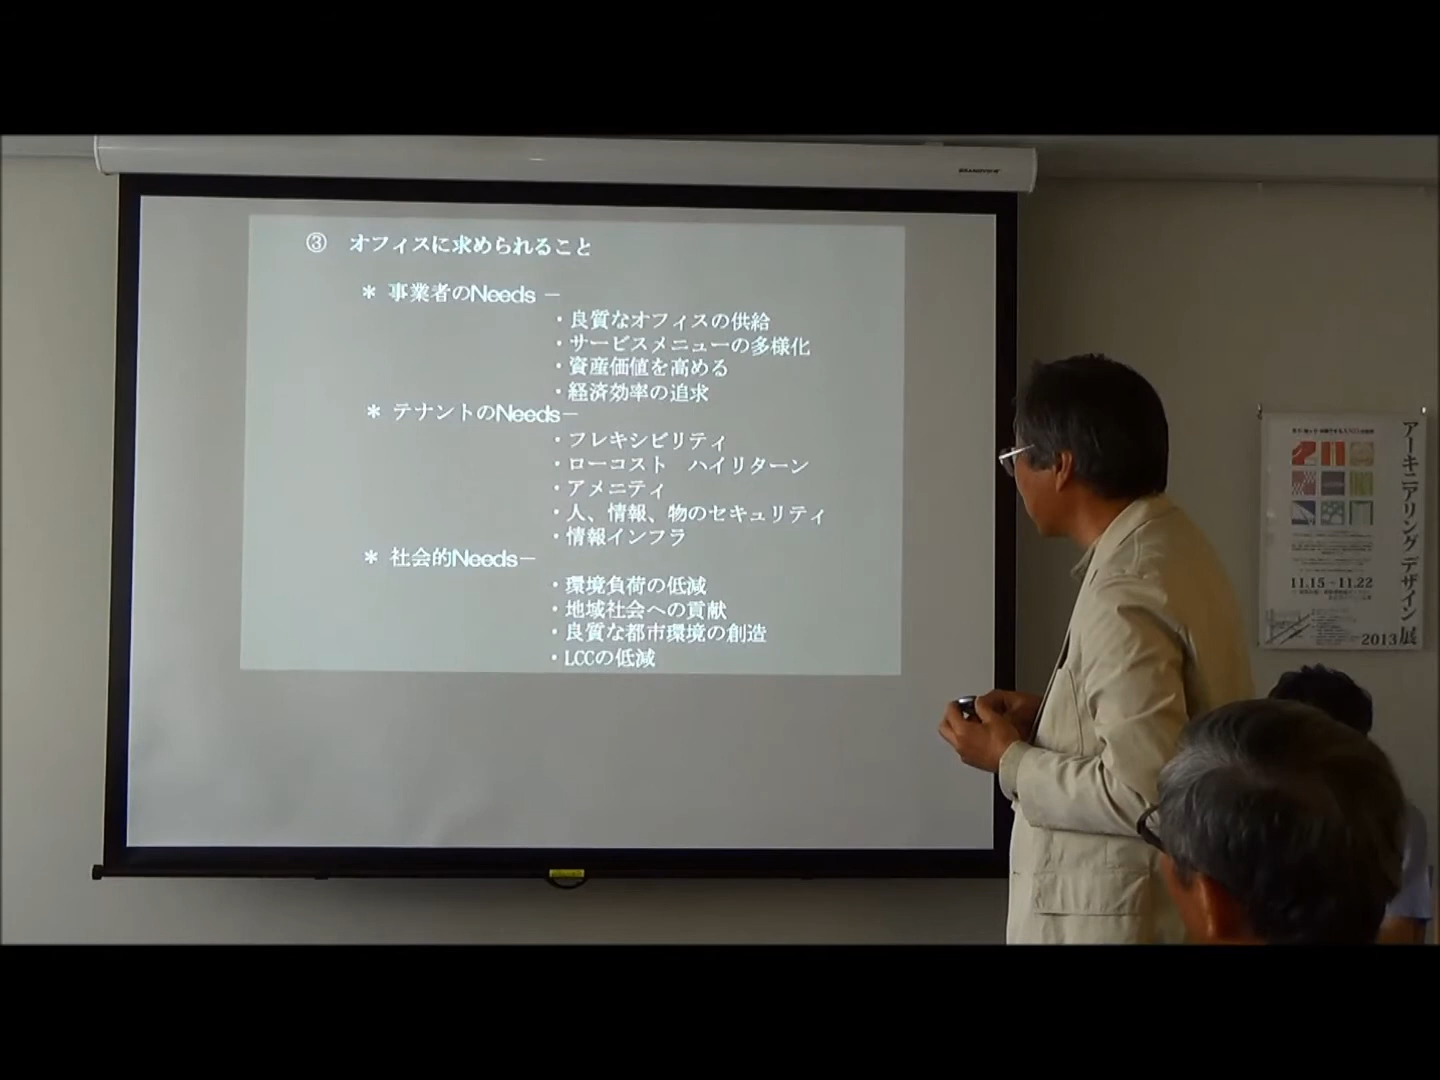 ③ オフィスに求められること
＊ 事業者のNeeds －
・良質なオフィスの供給
・サービスメニューの多様化
・資産価値を高める
・経済効率の追求
＊ テナントのNeeds－
・フレキシビリティ
・ローコスト ハイリターン
・アメニティ
・人、情報、物のセキュリティ
・情報インフラ
＊ 社会的Needs－
・環境負荷の低減
・地域社会への貢献
・良質な都市環境の創造
・LCCの低減
アーキニアリング デザイン展
11.15－11.22
2013